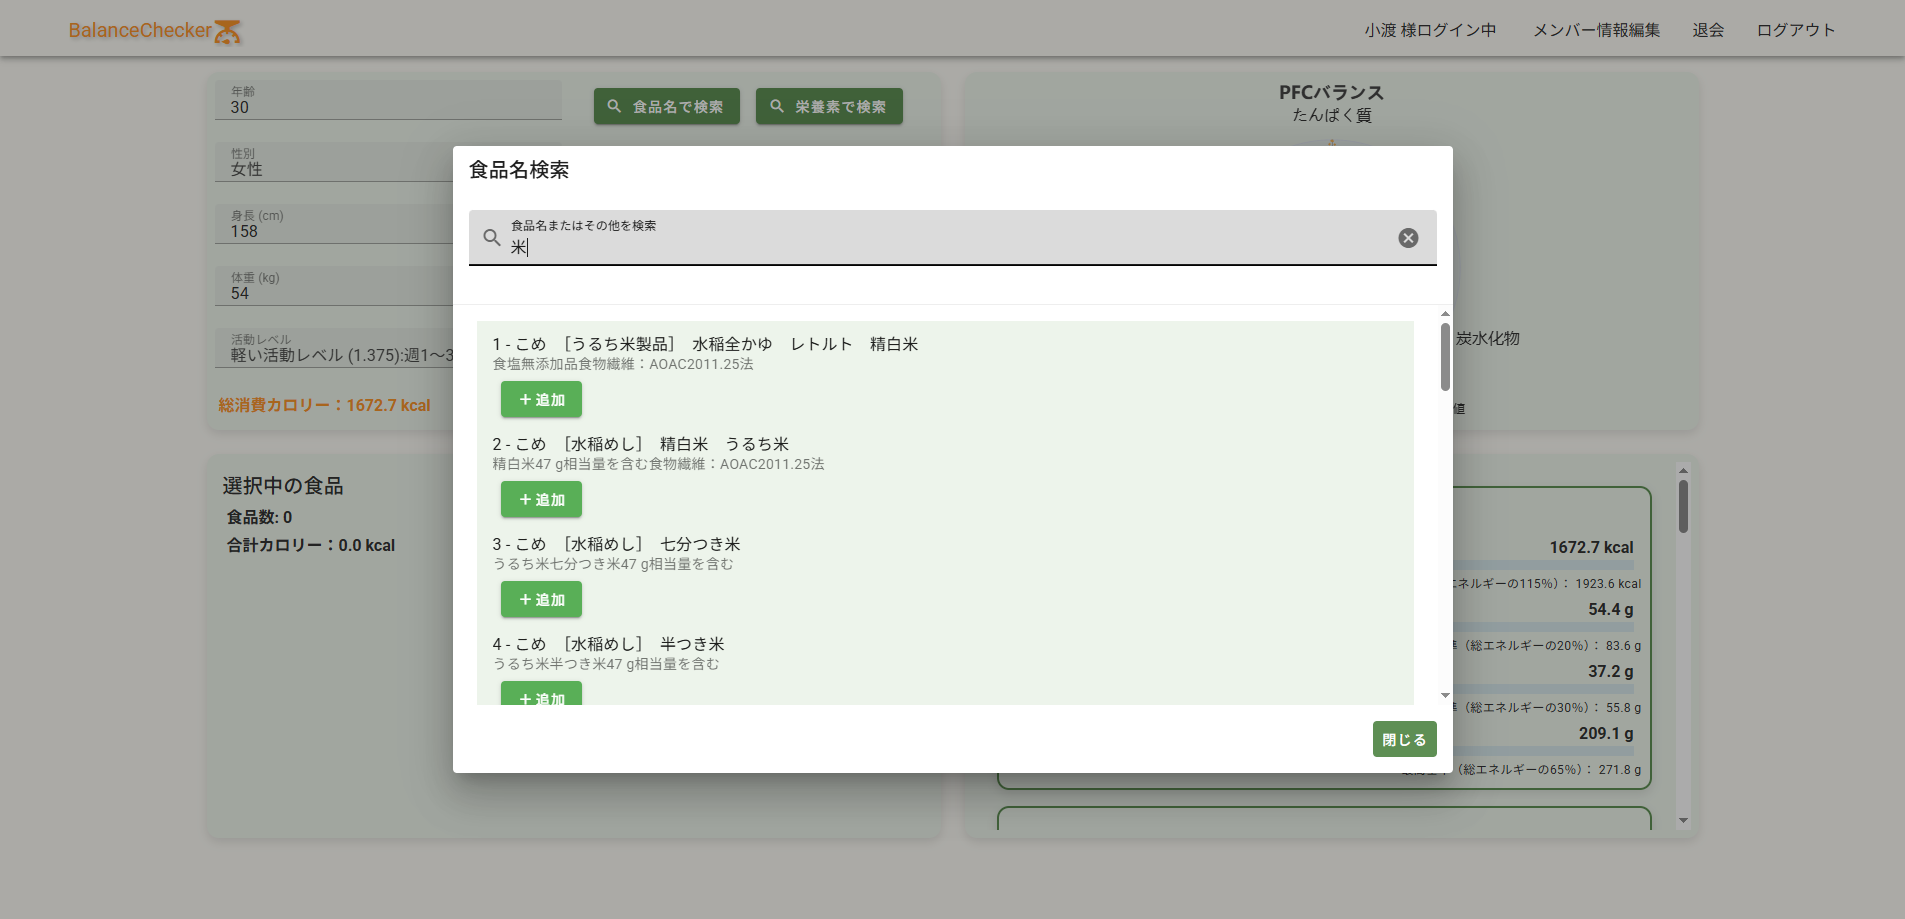 BalanceChecker
小渡 様ログイン中
メンバー情報編集
退会
ログアウト
年齢
30
食品名で検索
栄養素で検索
性別
女性
身長 (cm)
158
体重 (kg)
54
活動レベル
軽い活動レベル (1.375):週1〜3
総消費カロリー：1672.7 kcal
PFCバランス
たんぱく質
炭水化物
値
食品名検索
食品名またはその他を検索
米
1 - こめ　［うるち米製品］　水稲全かゆ　レトルト　精白米
食塩無添加品食物繊維：AOAC2011.25法
＋追加
2 - こめ　［水稲めし］　精白米　うるち米
精白米47 g相当量を含む食物繊維：AOAC2011.25法
＋追加
3 - こめ　［水稲めし］　七分つき米
うるち米七分つき米47 g相当量を含む
＋追加
4 - こめ　［水稲めし］　半つき米
うるち米半つき米47 g相当量を含む
＋追加
閉じる
選択中の食品
食品数: 0
合計カロリー：0.0 kcal
1672.7 kcal
エネルギーの115%）： 1923.6 kcal
54.4 g
（総エネルギーの20%）： 83.6 g
37.2 g
（総エネルギーの30%）： 55.8 g
209.1 g
（総エネルギーの65%）： 271.8 g